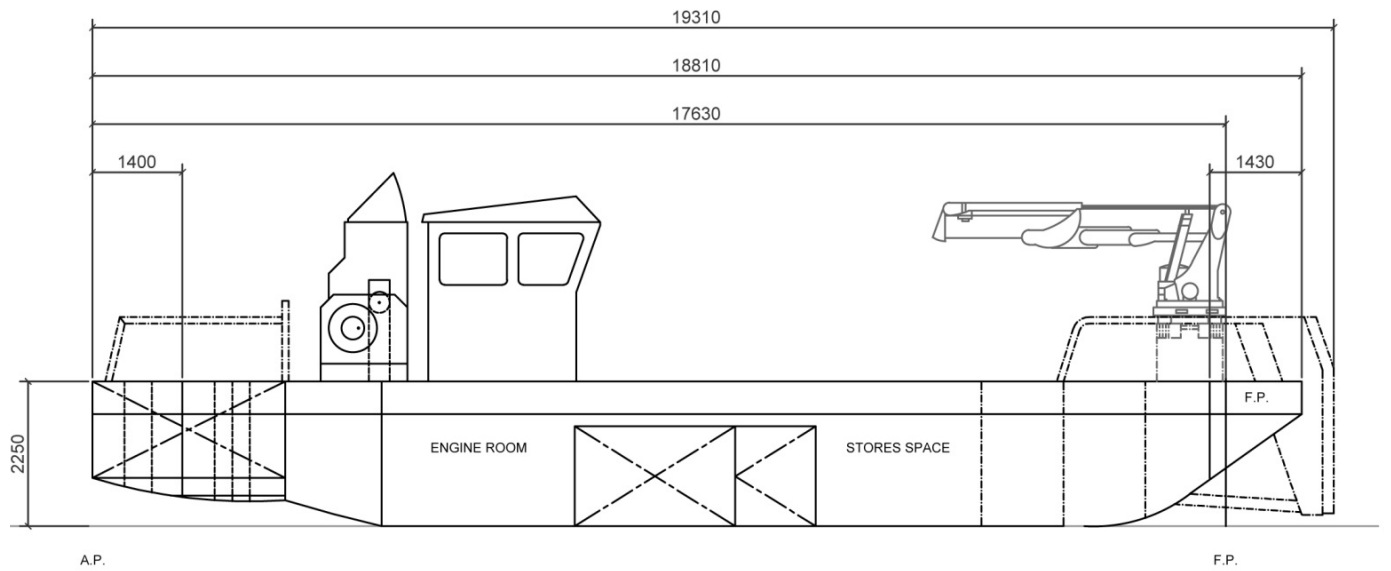 19310
18810
17630
1400
1430
2250
F.P.
ENGINE ROOM
STORES SPACE
A.P.
F.P.